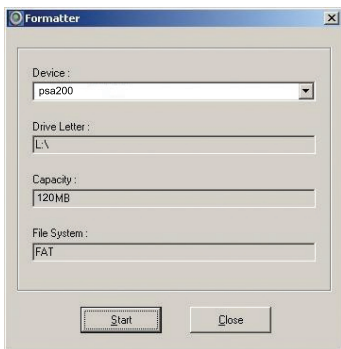 Formatter
Device :
psa200
Drive Letter :
L:\
Capacity :
120MB
File System :
FAT
Start
Close